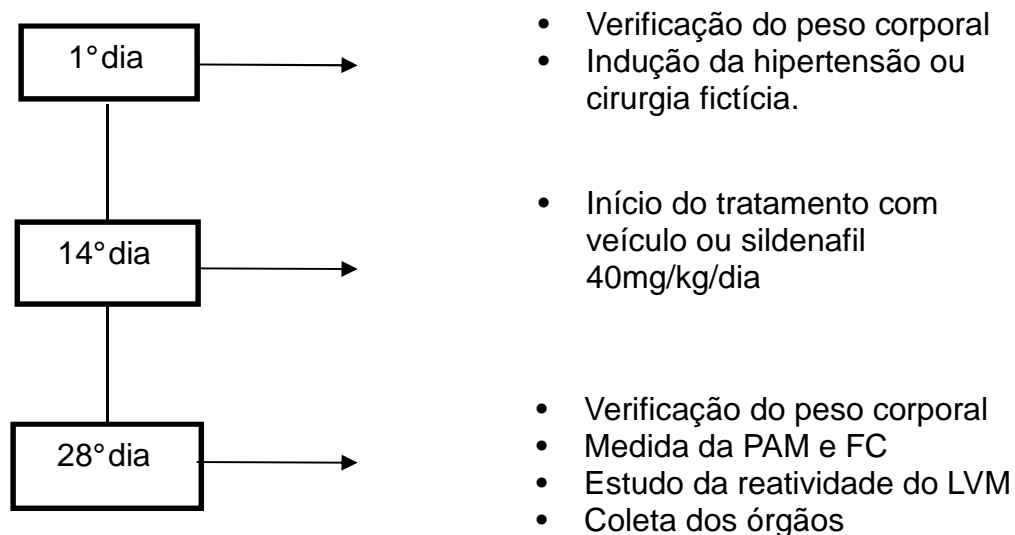 1° dia
• Verificação do peso corporal
• Indução da hipertensão ou
cirurgia fictícia.
14° dia
• Início do tratamento com
veículo ou sildenafil
40mg/kg/dia
28° dia
• Verificação do peso corporal
• Medida da PAM e FC
• Estudo da reatividade do LVM
• Coleta dos órgãos